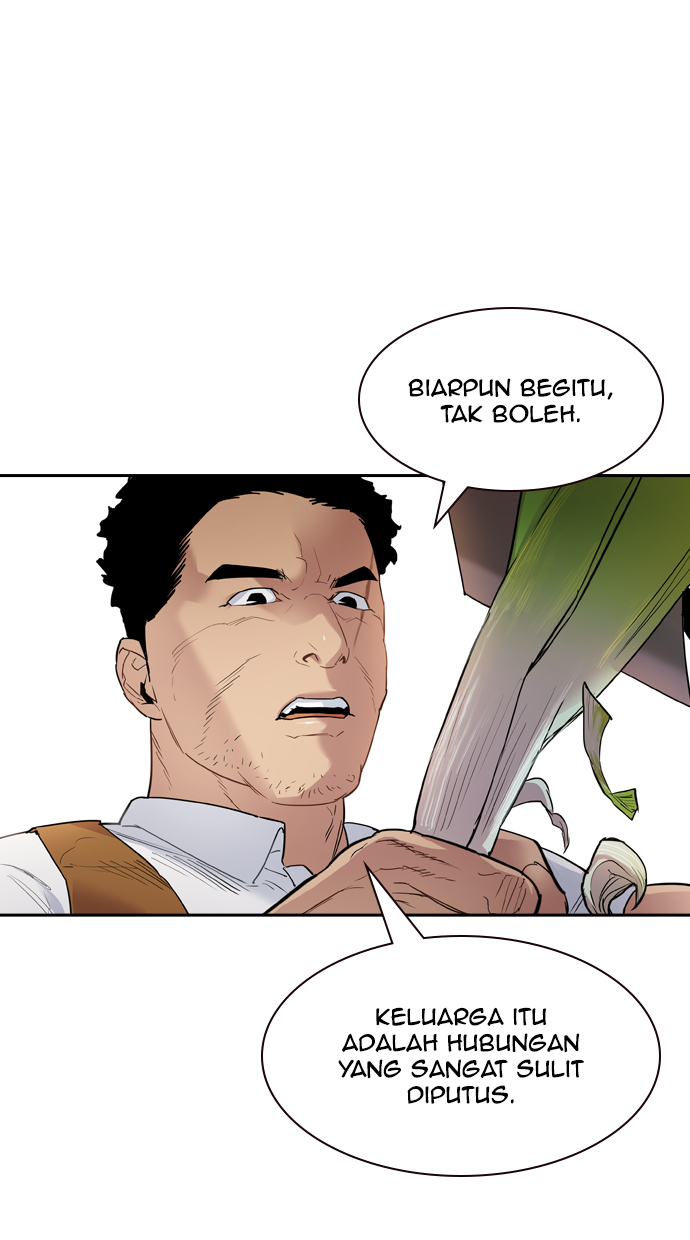 BIARPUN BEGITU,
TAK BOLEH.
KELUARGA ITU
ADALAH HUBUNGAN
YANG SANGAT SULIT
DIPUTUS.